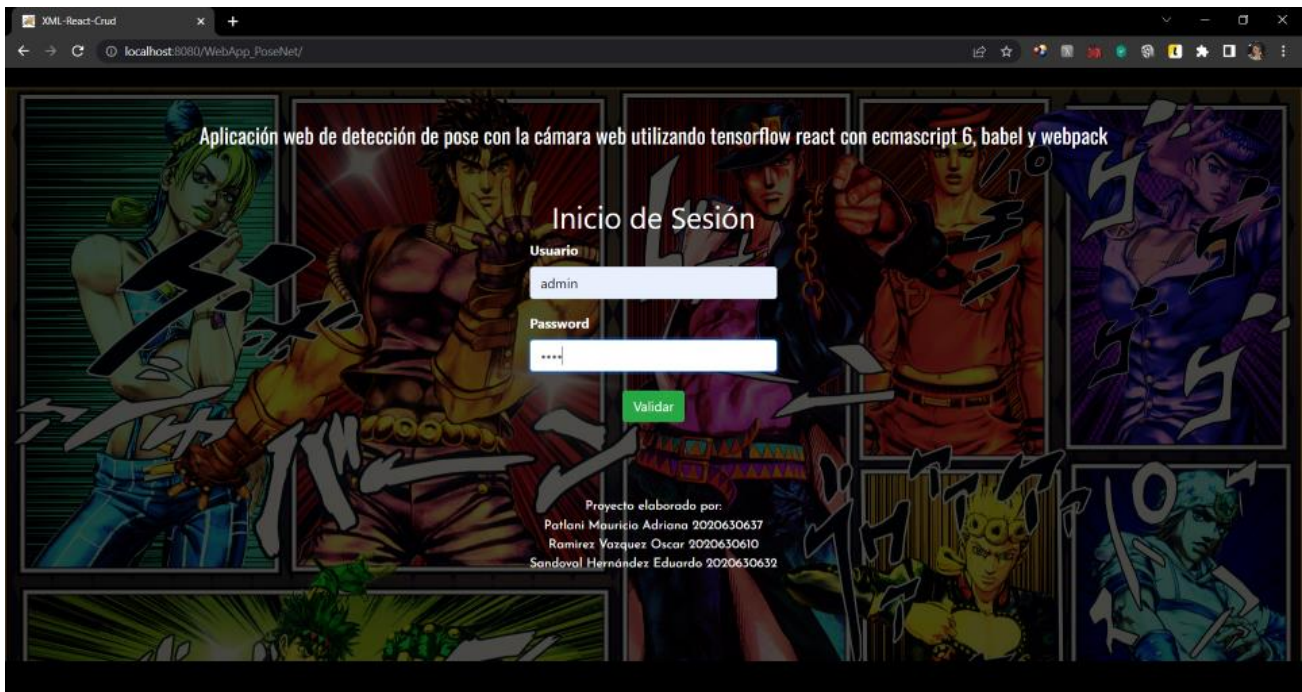 XML-React-Crud
localhost:8080/WebApp_PoseNet/
Aplicación web de detección de pose con la cámara web utilizando tensorflow react con ecmascript 6, babel y webpack
Inicio de Sesión
Usuario
admin
Password
••••
Validar
Proyecto elaborado por:
Patlani Mauricio Adriana 2020630637
Ramirez Vazquez Oscar 2020630610
Sandoval Hernández Eduardo 2020630632